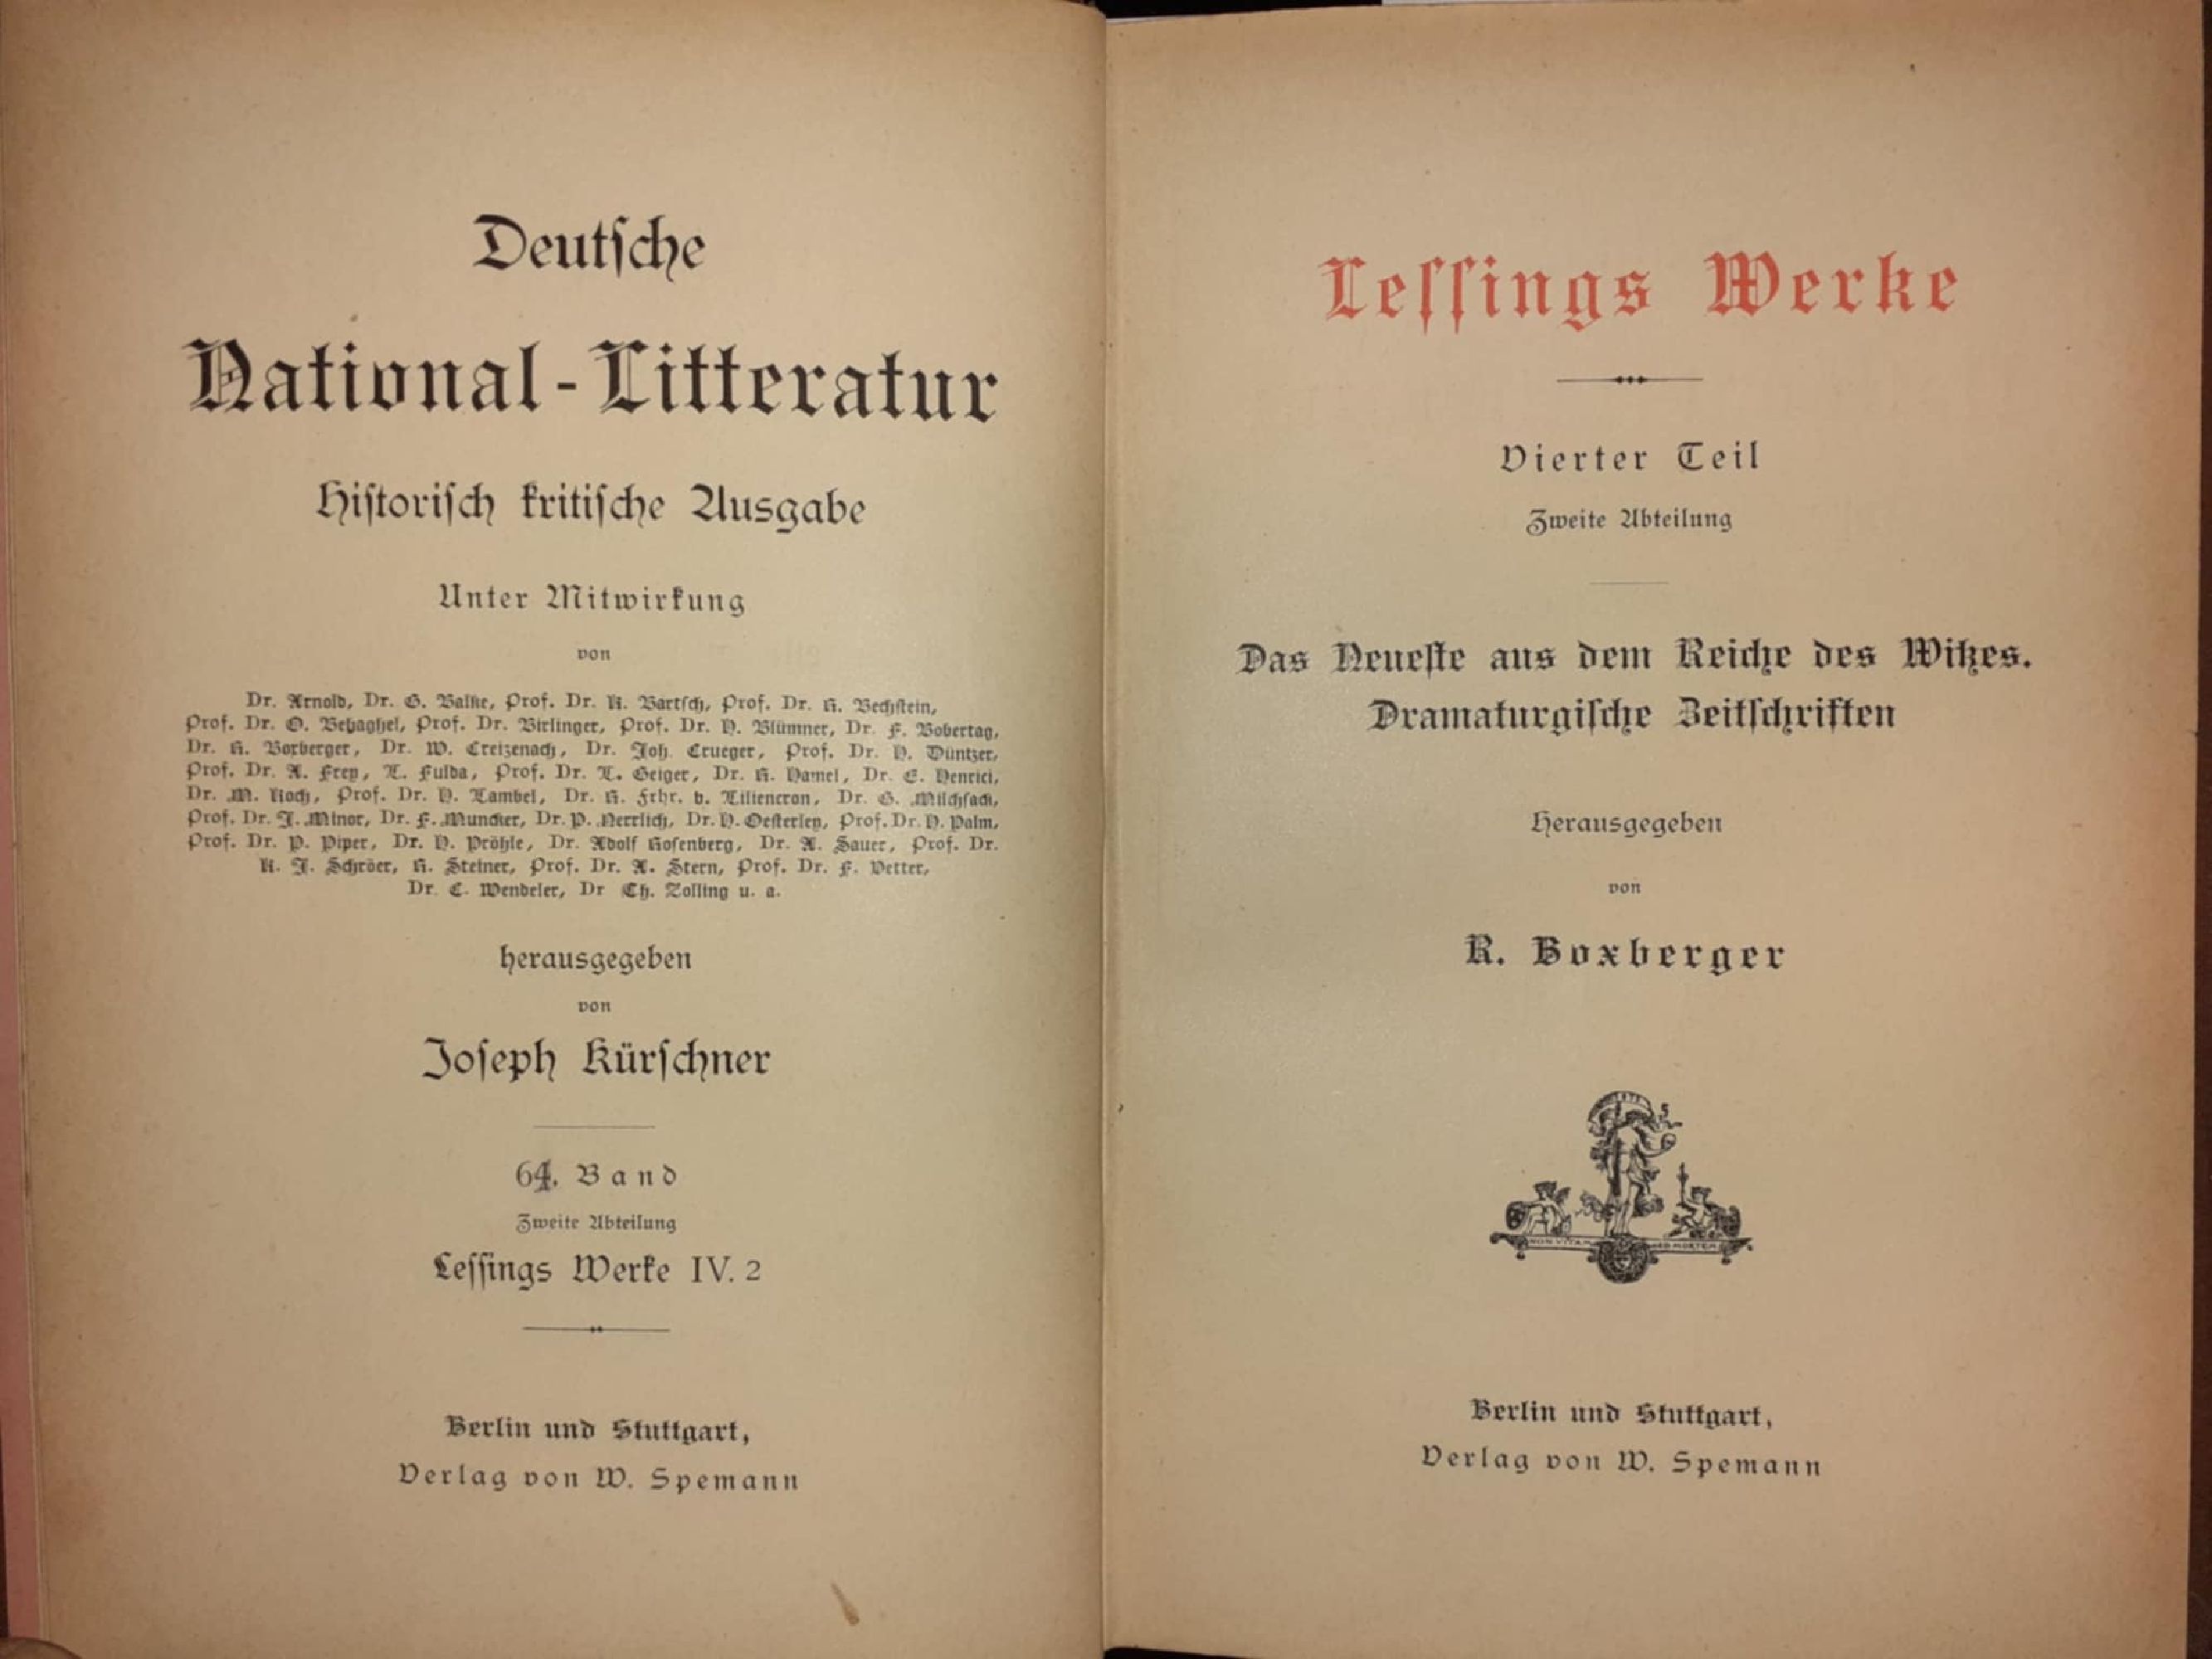 Deutſche
National-Litteratur
Hiſtoriſch kritiſche Ausgabe
Unter Mitwirkung
von
Dr. Arnold, Dr. G. Balke, Prof. Dr. K. Bartſch, Prof. Dr. R. Bechſtein,
Prof. Dr. O. Behaghel, Prof. Dr. Birlinger, Prof. Dr. H. Blümner, Dr. F. Bobertag,
Dr. R. Boxberger, Dr. W. Creizenach, Dr. Joh. Crueger, Prof. Dr. H. Düntzer,
Prof. Dr. A. Frey, L. Fulda, Prof. Dr. L. Geiger, Dr. R. Hamel, Dr. E. Henrici,
Dr. M. Koch, Prof. Dr. H. Lambel, Dr. R. Frhr. v. Liliencron, Dr. G. Milchſack,
Prof. Dr. J. Minor, Dr. F. Muncker, Dr. P. Nerrlich, Dr. H. Oeſterley, Prof. Dr. H. Palm,
Prof. Dr. P. Piper, Dr. H. Pröhle, Dr. Adolf Roſenberg, Dr. A. Sauer, Prof. Dr.
K. J. Schröer, R. Steiner, Prof. Dr. A. Stern, Prof. Dr. F. Vetter,
Dr. C. Wendeler, Dr Ch. Zolling u. a.
herausgegeben
von
Joſeph Kürſchner
64. Band
Zweite Abteilung
Leſſings Werke IV. 2
Berlin und Stuttgart,
Verlag von W. Spemann
Leſſings Werke
Vierter Teil
Zweite Abteilung
Das Neueſte aus dem Reiche des Witzes.
Dramaturgiſche Zeitſchriften
Herausgegeben
von
R. Boxberger
NON VITAM
AD MORTEM
Berlin und Stuttgart,
Verlag von W. Spemann